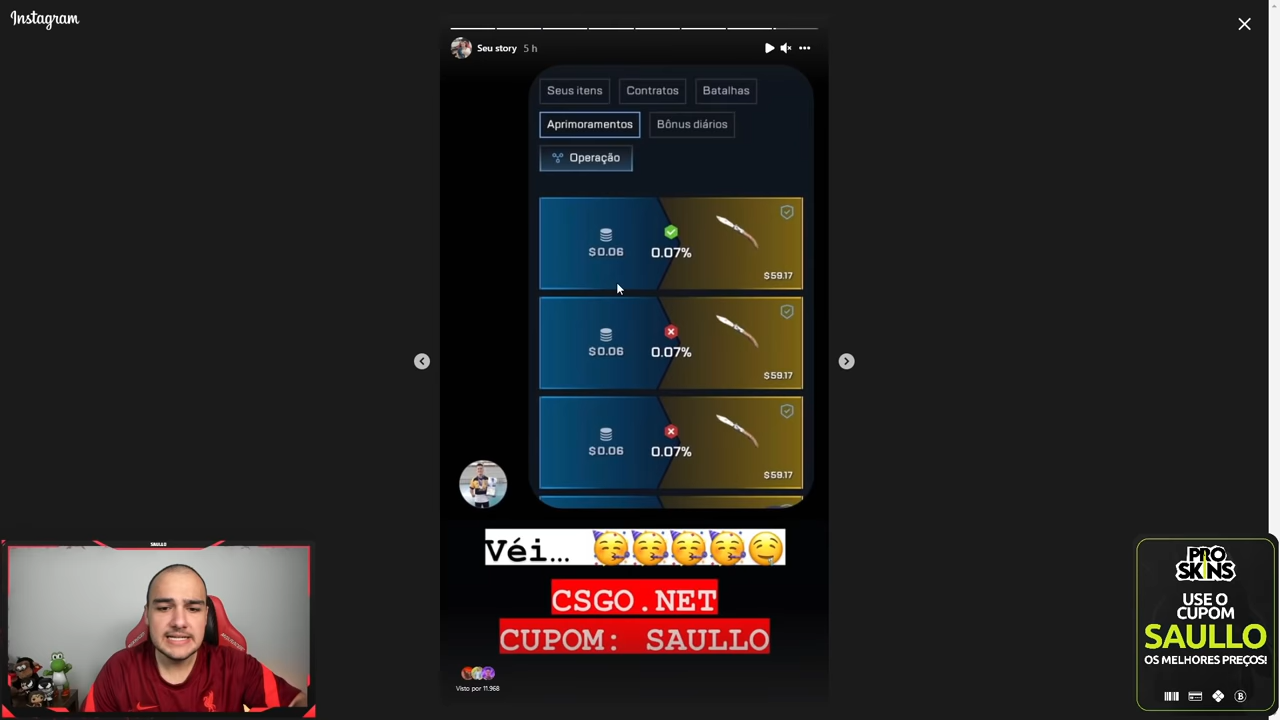 Instagram
Seu story 5 h
Seus itens
Contratos
Batalhas
Aprimoramentos
Bônus diários
Operação
$0.06
0.07%
$59.17
$0.06
0.07%
$59.17
$0.06
0.07%
$59.17
Véi…
CSGO.NET
CUPOM: SAULLO
Visto por 11.968
SAULLO
PRO
SKINS
USE O
CUPOM
SAULLO
OS MELHORES PREÇOS!